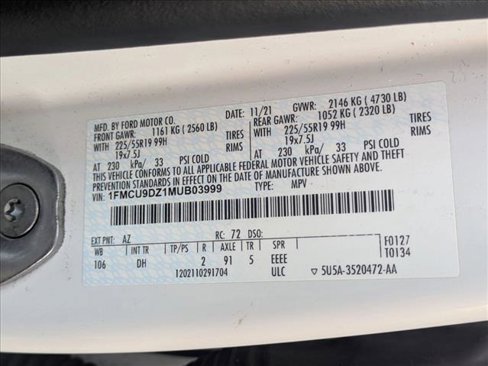 MFD. BY FORD MOTOR CO.
11/21 GVWR: 2146 KG ( 4730 LB)
FRONT GAWR: 1161 KG ( 2560 LB) REAR GAWR: 1052 KG ( 2320 LB)
WITH 225/55R19 99H TIRES WITH 225/55R19 99H TIRES
19x7.5J RIMS 19x7.5J RIMS
AT 230 kPa/ 33 PSI COLD AT 230 kPa/ 33 PSI COLD
THIS VEHICLE CONFORMS TO ALL APPLICABLE FEDERAL MOTOR VEHICLE SAFETY AND THEFT PREVENTION STANDARDS IN EFFECT ON THE DATE OF MANUFACTURE SHOWN ABOVE.
VIN: 1FMCU9DZ1MUB03999 TYPE: MPV
EXT PNT: AZ RC: 72 DSO: F0127
WB INT TR TP/PS R AXLE TR SPR T0134
106 DH 2 91 5 EEEE
1202110291704 ULC 5U5A-3520472-AA